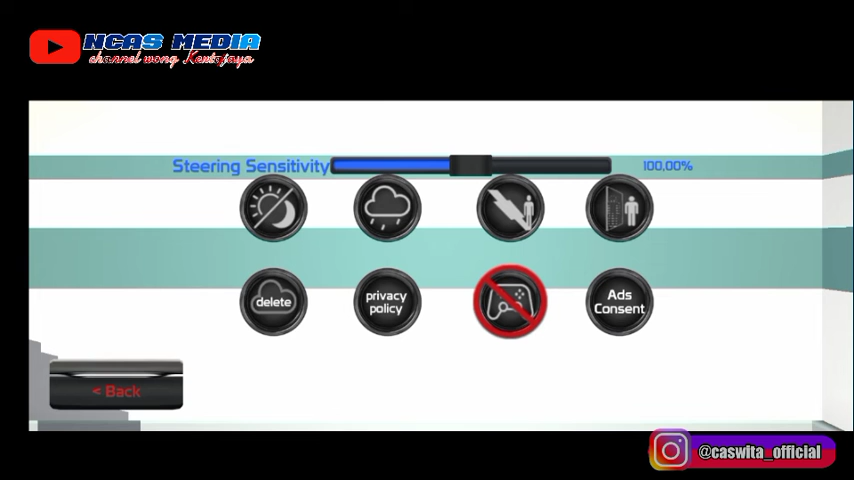 NCAS MEDIA
channel wong Kertajaya
Steering Sensitivity
100,00%
delete
privacy
policy
Ads
Consent
< Back
@caswita_official